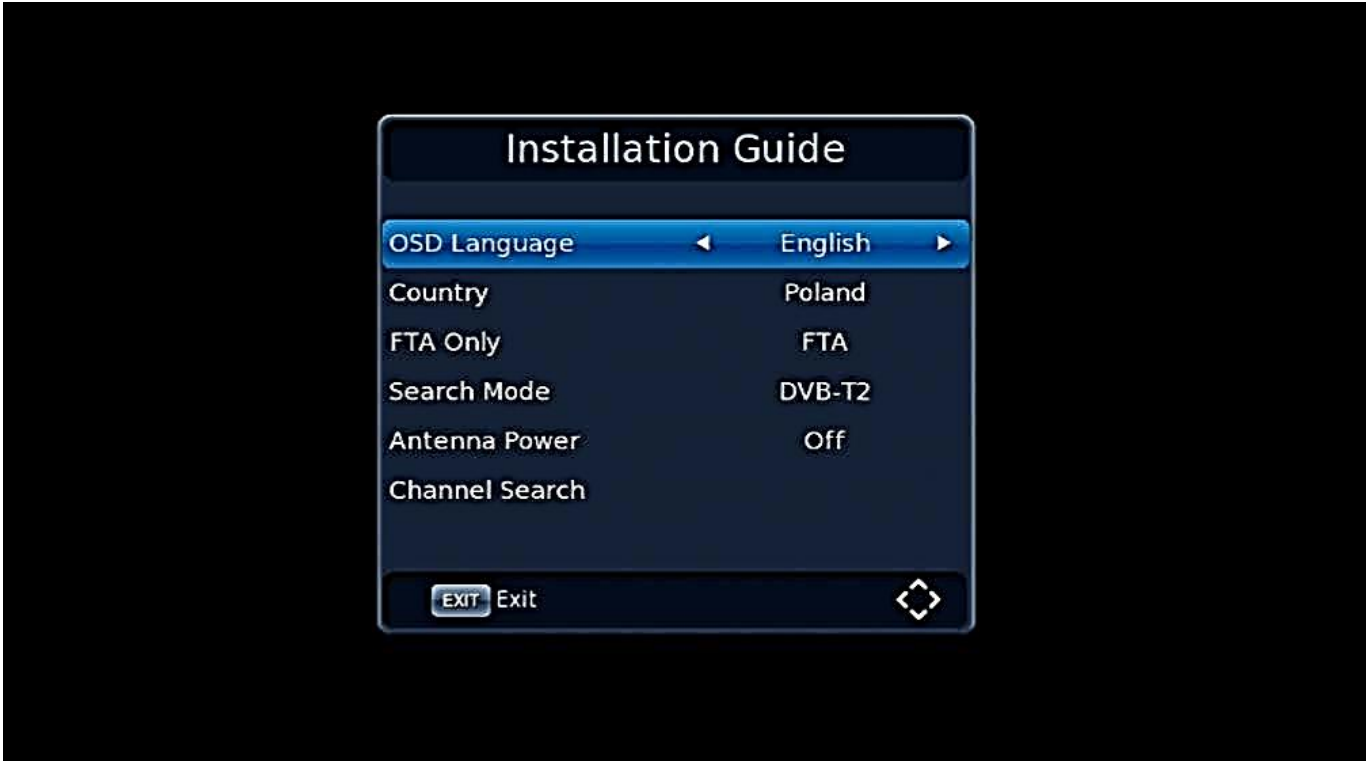 Installation Guide
OSD Language English
Country Poland
FTA Only FTA
Search Mode DVB-T2
Antenna Power Off
Channel Search
EXIT Exit